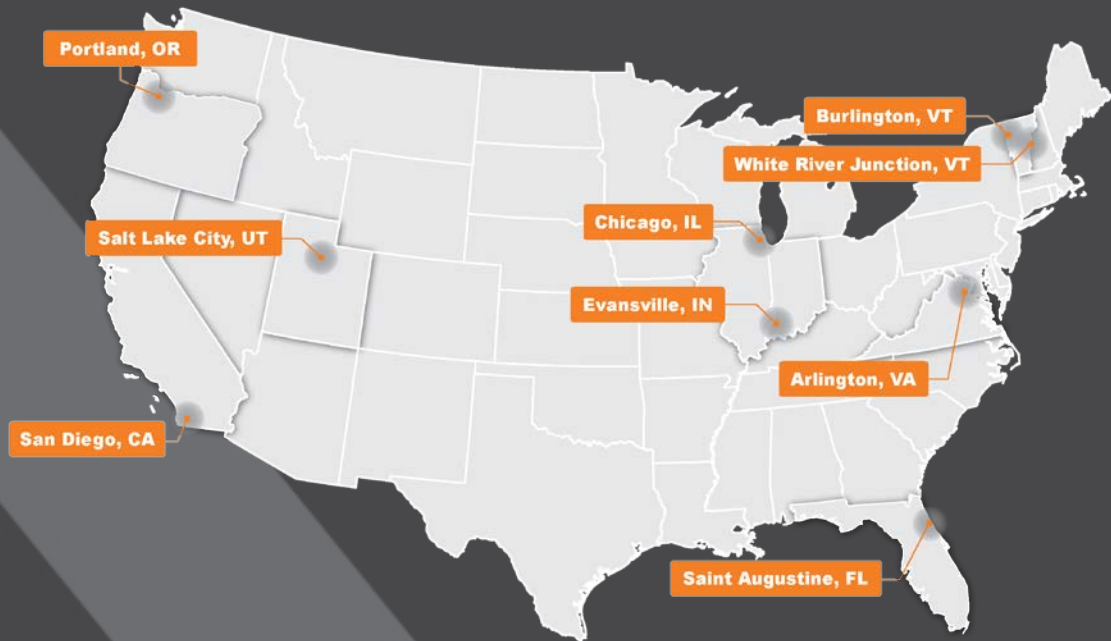 Portland, OR
Burlington, VT
White River Junction, VT
Chicago, IL
Salt Lake City, UT
Evansville, IN
Arlington, VA
San Diego, CA
Saint Augustine, FL